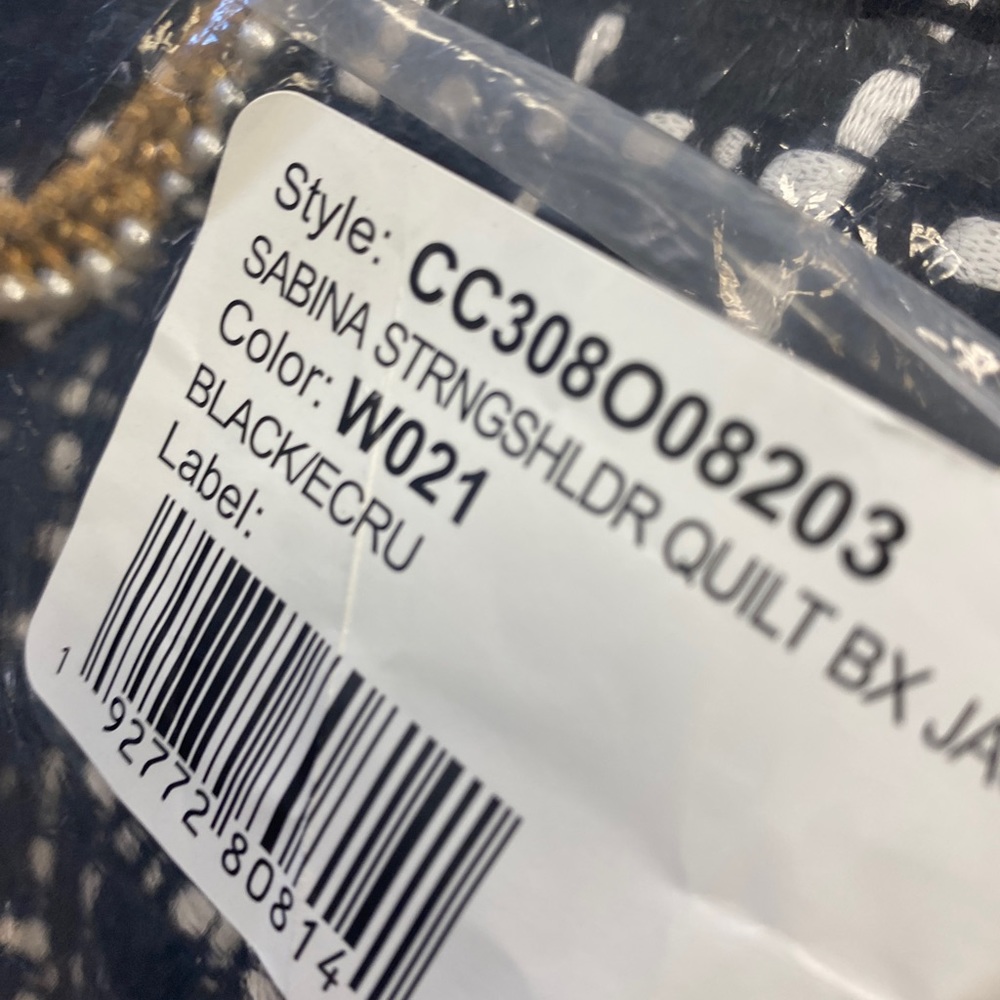 Style: CC308O08203
SABINA STRNGSHLDR QUILT BX JA
Color: W021
BLACK/ECRU
Label:
1 92772 80814